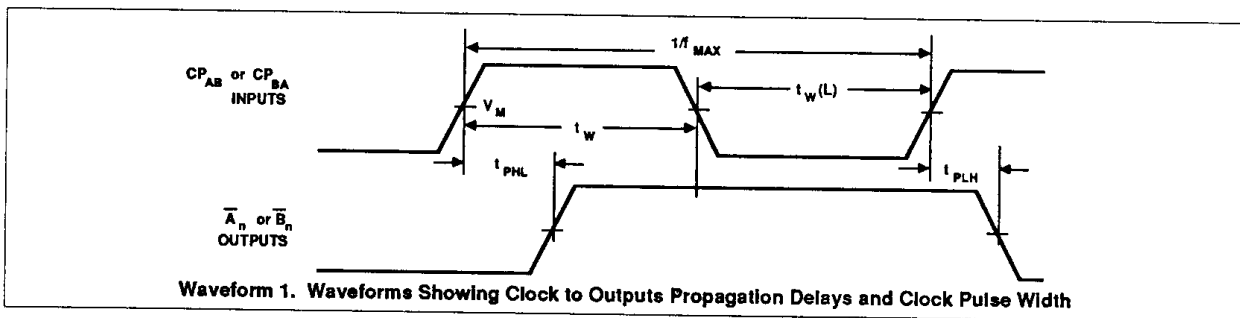 1/fMAX
CPAB or CPBA
INPUTS
VM
tW(L)
tW
tPHL
tPLH
An or Bn
OUTPUTS
Waveform 1. Waveforms Showing Clock to Outputs Propagation Delays and Clock Pulse Width